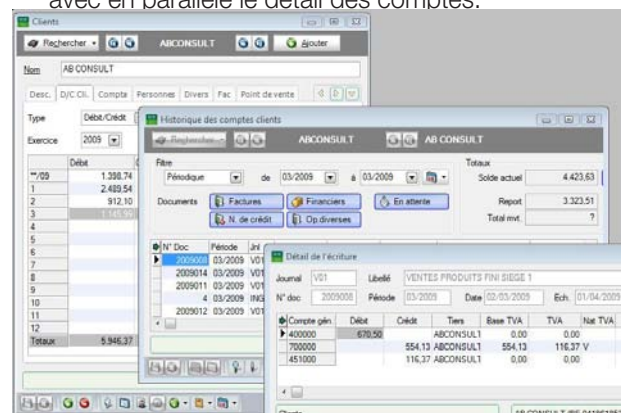 avec en parallèle le détail des comptes.
Clients
Rechercher ABCONSULT Ajouter
Nom AB CONSULT
Desc. D/C Cli. Compta Personnes Divers Fac Point de vente
Type Débit/Crédit
Exercice 2009
Débit
**/09 1.398,74
1 2.489,54
2 912,10
3 1.145,99
4
5
6
7
8
9
10
11
12
Totaux 5.946,37
Historique des comptes clients
Rechercher ABCONSULT AB CONSULT
Filtre
Périodique de 03/2009 à 03/2009
Documents Factures Financiers En attente
N. de crédit Op.diverses
Totaux
Solde actuel 4.423,63
Report 3.323,51
Total mvt. ?
N° Doc Période Jnl
2009008 03/2009 V01
2009014 03/2009 V01
2009011 03/2009 V01
4 03/2009 ING
2009012 03/2009 V01
Détail de l'écriture
Journal V01 Libellé VENTES PRODUITS FINI SIEGE 1
N° doc 2009008 Période 03/2009 Date 02/03/2009 Ech. 01/04/2009
Compte gén. Débit Crédit Tiers Base TVA TVA Nat TVA
400000 670,50 ABCONSULT 0,00 0,00
700000 554,13 ABCONSULT 554,13 116,37 V
451000 116,37 ABCONSULT 0,00 0,00